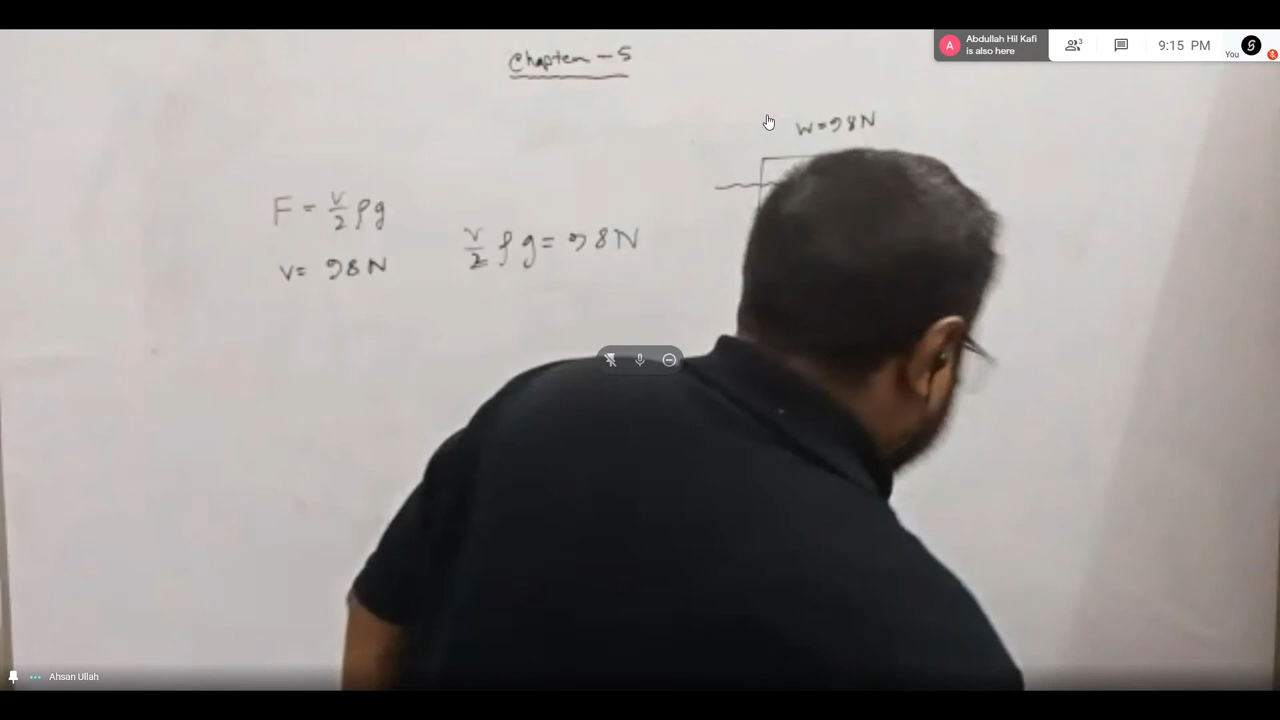 Abdullah Hil Kafi
is also here
3
9:15 PM
You
Chapter - 5
W=98N
F = V/2 ρg
V= 98N
V/2 ρg= 98N
Ahsan Ullah